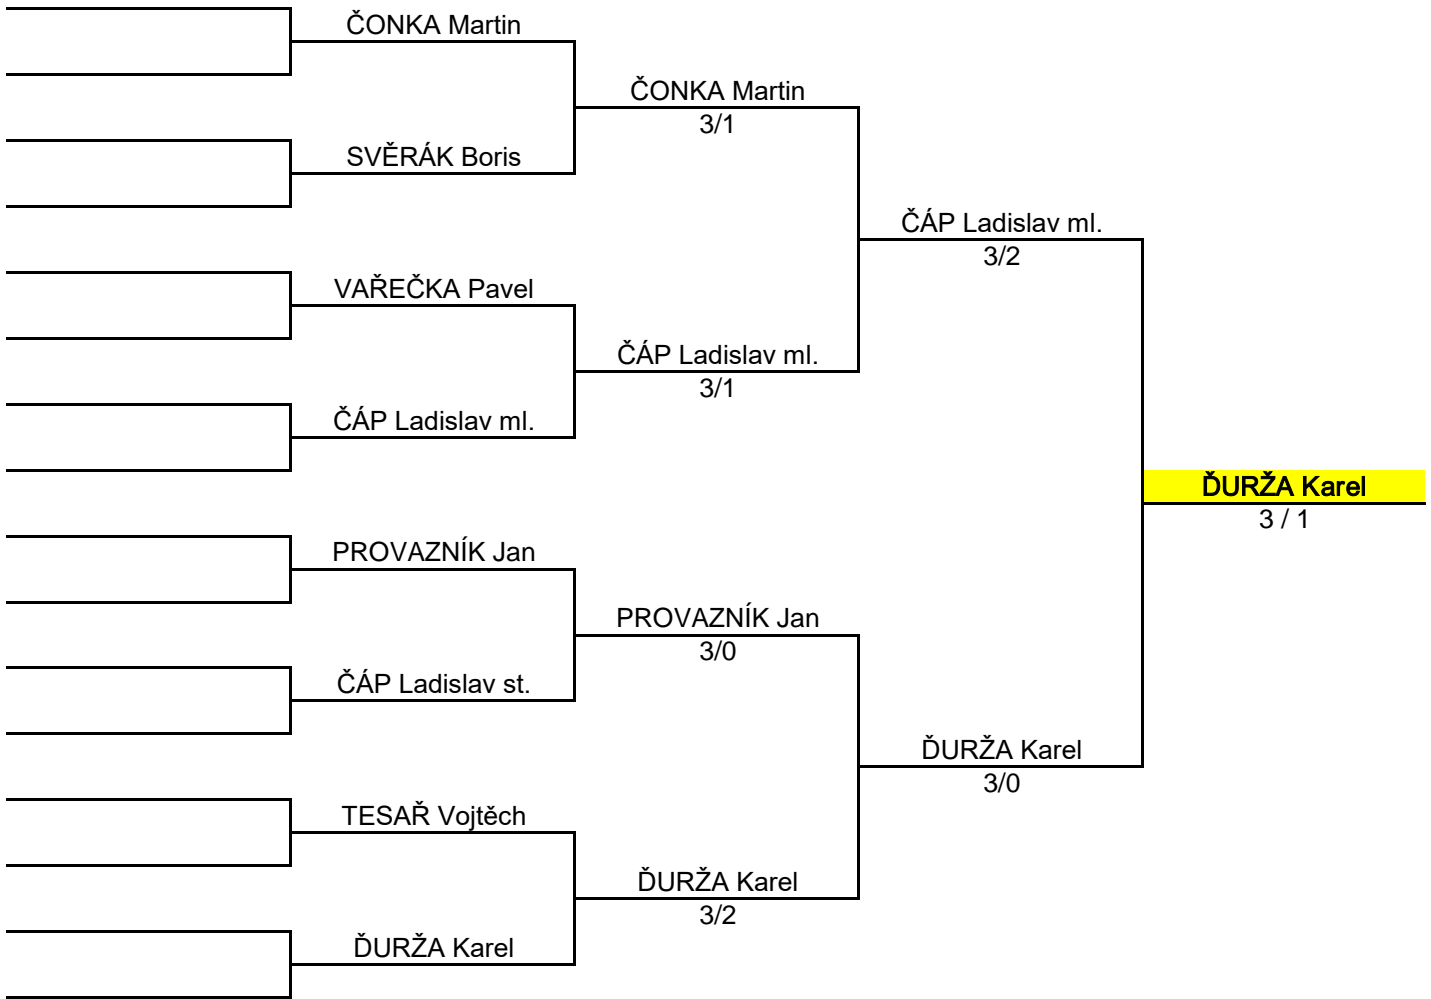 ČONKA Martin
ČONKA Martin
3/1
SVĚRÁK Boris
ČÁP Ladislav ml.
3/2
VAŘEČKA Pavel
ČÁP Ladislav ml.
3/1
ČÁP Ladislav ml.
ĎURŽA Karel
3 / 1
PROVAZNÍK Jan
PROVAZNÍK Jan
3/0
ČÁP Ladislav st.
ĎURŽA Karel
3/0
TESAŘ Vojtěch
ĎURŽA Karel
3/2
ĎURŽA Karel